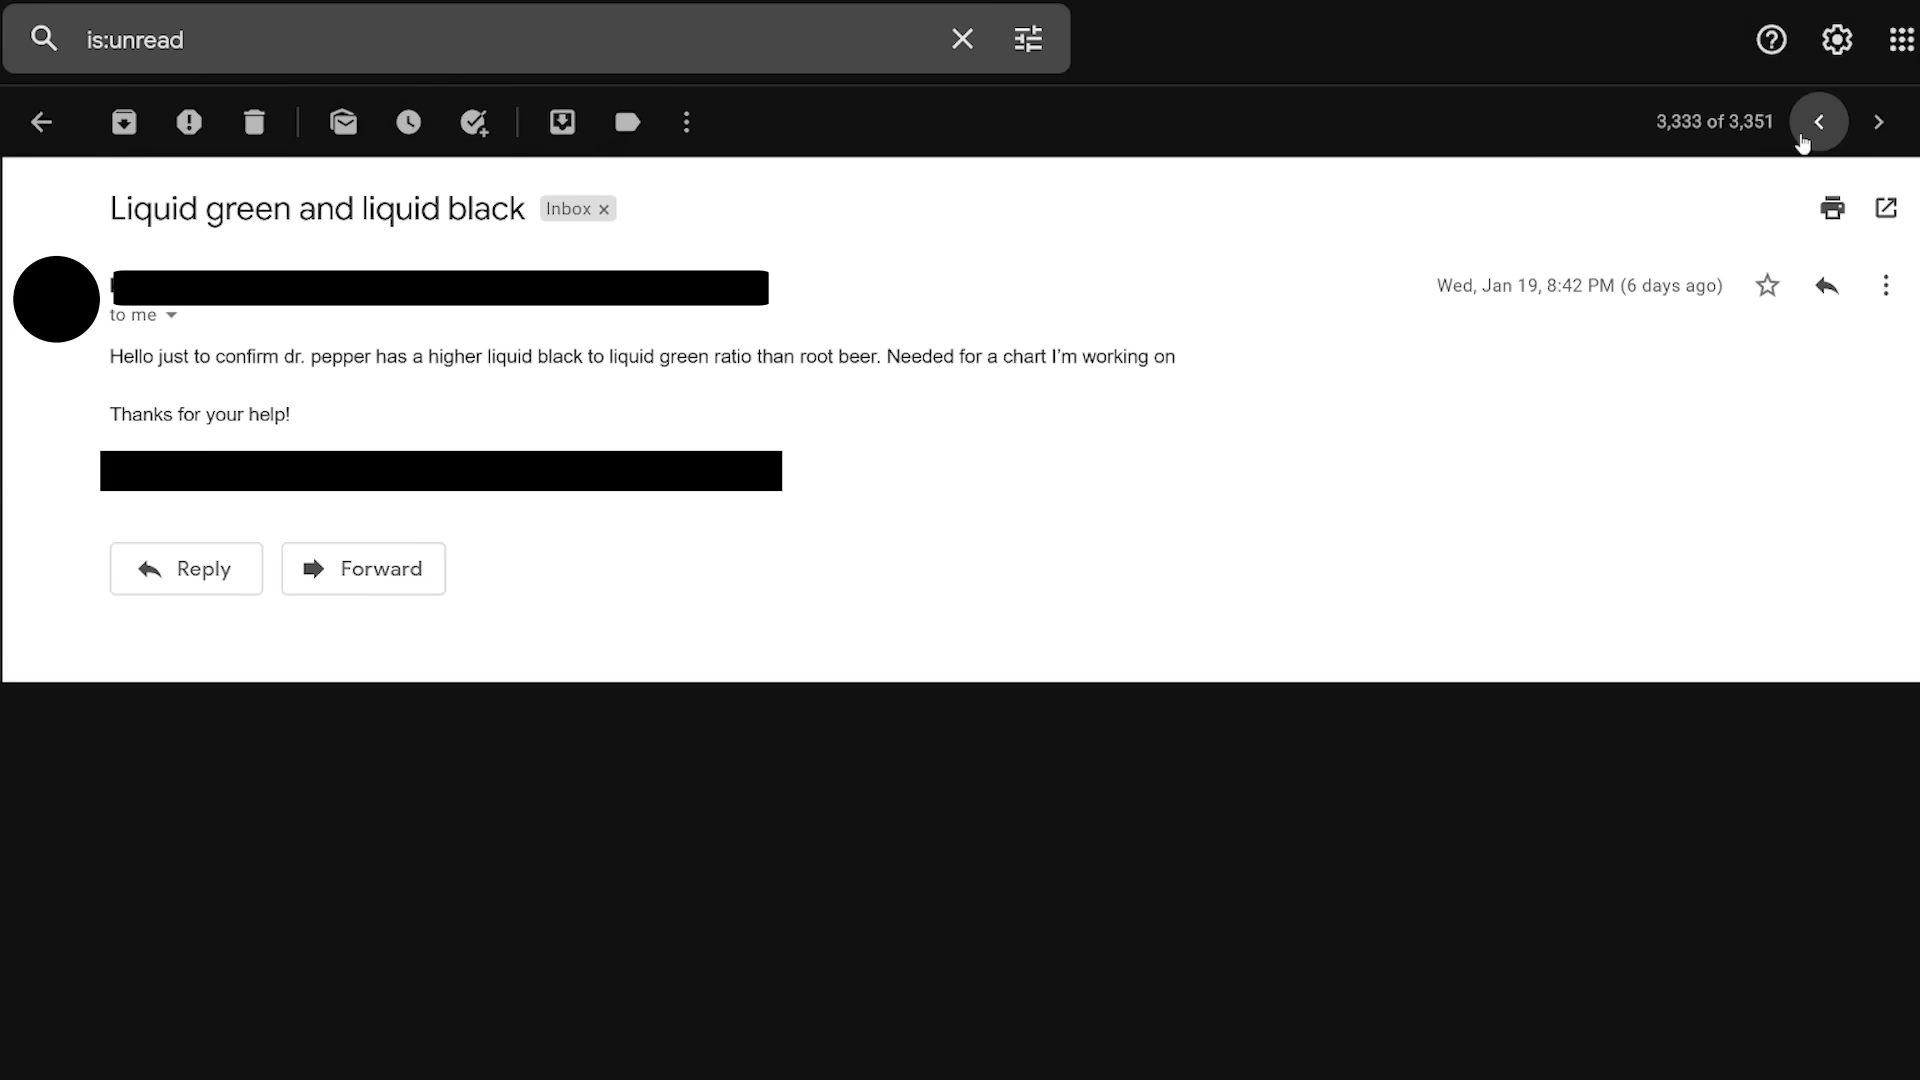 is:unread
3,333 of 3,351
Liquid green and liquid black Inbox ×
Wed, Jan 19, 8:42 PM (6 days ago)
to me
Hello just to confirm dr. pepper has a higher liquid black to liquid green ratio than root beer. Needed for a chart I'm working on
Thanks for your help!
Reply Forward